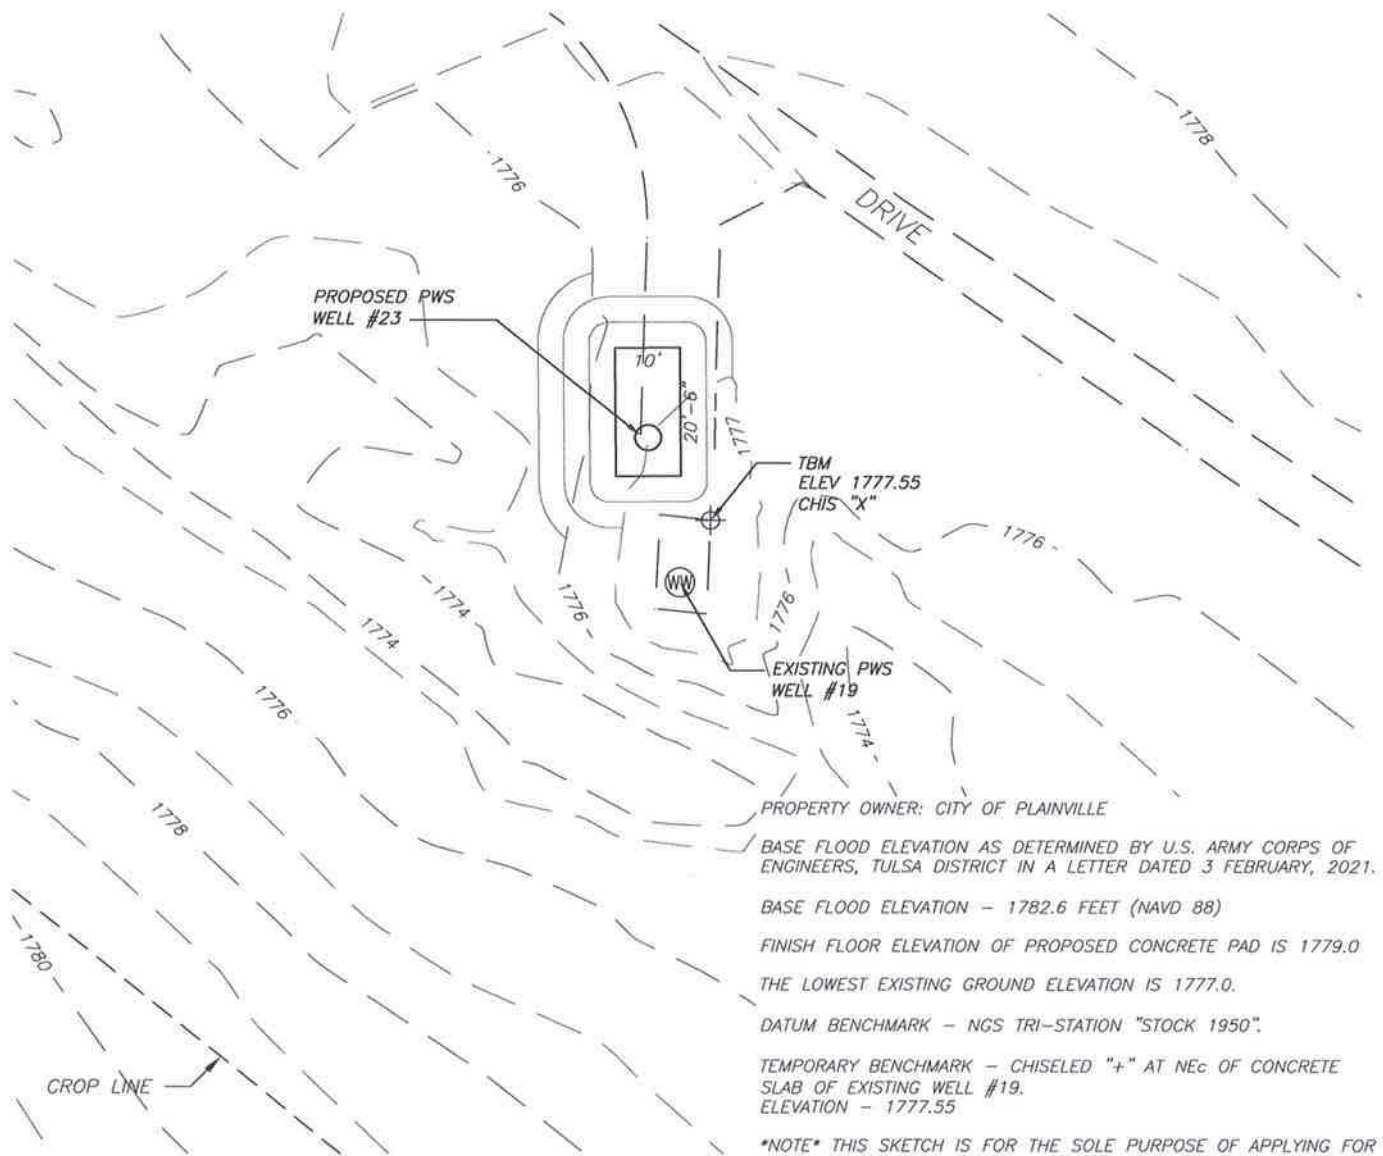 1778
1776
DRIVE
PROPOSED PWS
WELL #23
10'
20'-6"
1777
TBM
ELEV 1777.55
CHIS "X"
1776
1774
1776
1776
1774
EXISTING PWS
WELL #19
WW
1776
1774
1778
1780
CROP LINE
PROPERTY OWNER: CITY OF PLAINVILLE
BASE FLOOD ELEVATION AS DETERMINED BY U.S. ARMY CORPS OF
ENGINEERS, TULSA DISTRICT IN A LETTER DATED 3 FEBRUARY, 2021.
BASE FLOOD ELEVATION – 1782.6 FEET (NAVD 88)
FINISH FLOOR ELEVATION OF PROPOSED CONCRETE PAD IS 1779.0
THE LOWEST EXISTING GROUND ELEVATION IS 1777.0.
DATUM BENCHMARK – NGS TRI-STATION "STOCK 1950".
TEMPORARY BENCHMARK – CHISELED "+" AT NEc OF CONCRETE
SLAB OF EXISTING WELL #19.
ELEVATION – 1777.55
*NOTE* THIS SKETCH IS FOR THE SOLE PURPOSE OF APPLYING FOR